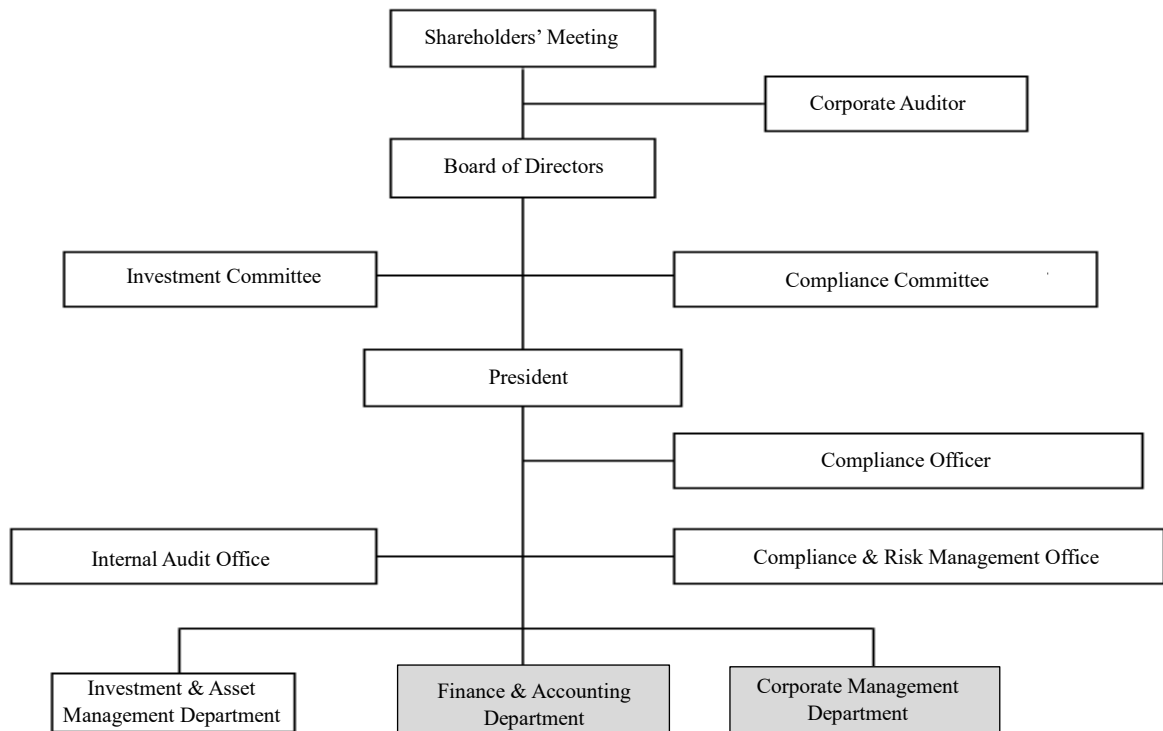 Shareholders’ Meeting
Corporate Auditor
Board of Directors
Investment Committee
Compliance Committee
President
Compliance Officer
Internal Audit Office
Compliance & Risk Management Office
Investment & Asset
Management Department
Finance & Accounting
Department
Corporate Management
Department